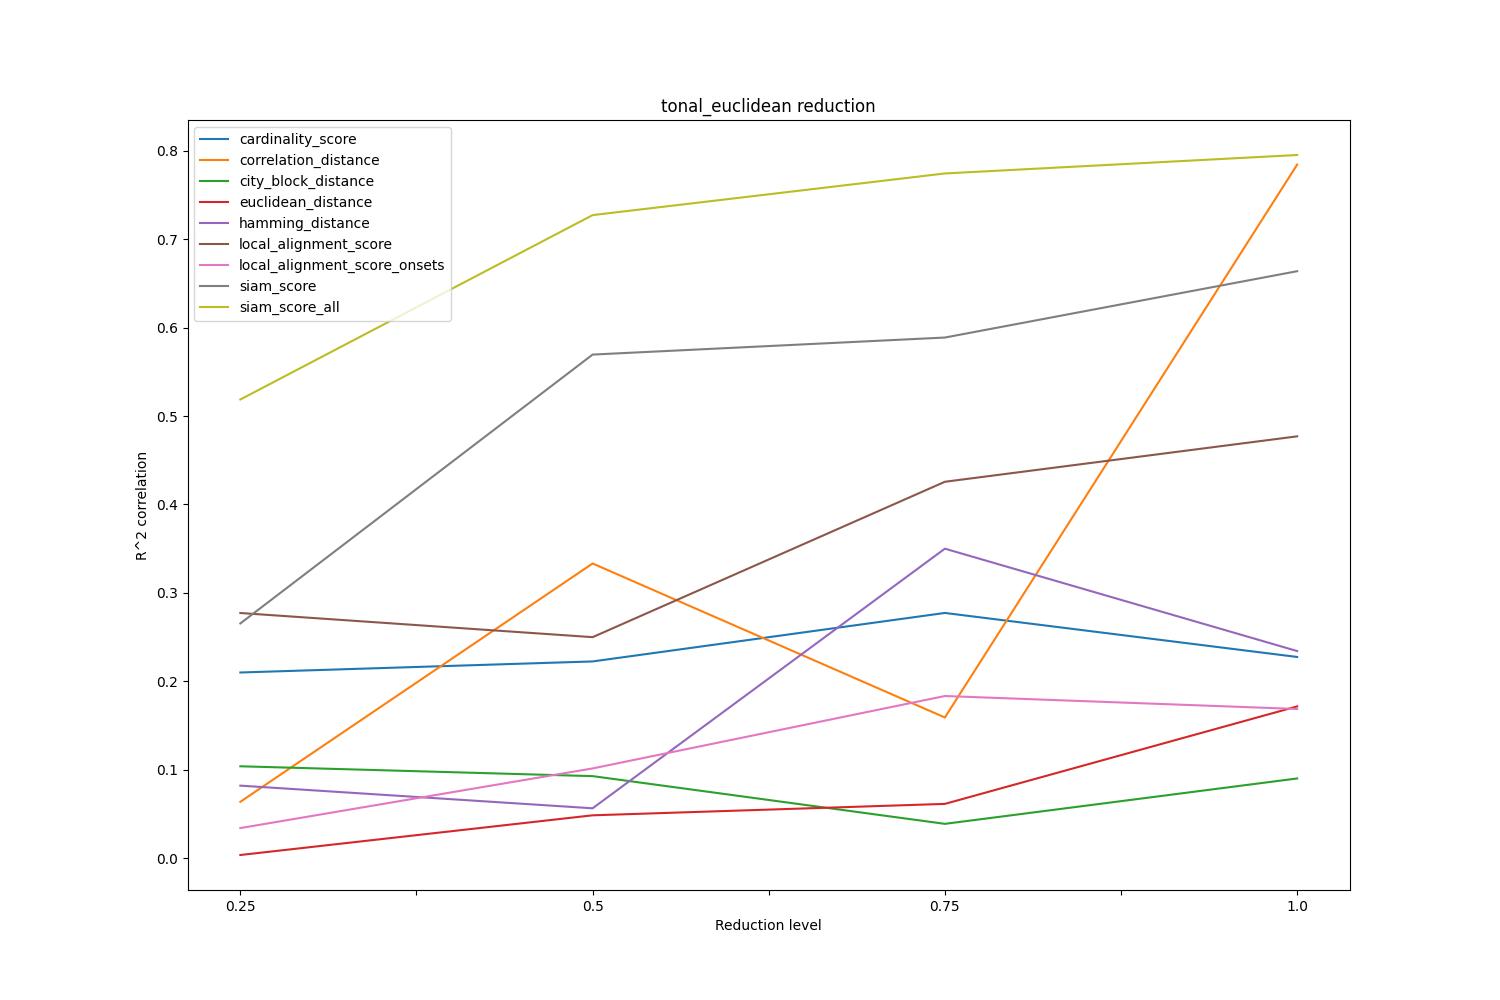 tonal_euclidean reduction
cardinality_score
correlation_distance
city_block_distance
euclidean_distance
hamming_distance
local_alignment_score
local_alignment_score_onsets
siam_score
siam_score_all
R^2 correlation
0.8
0.7
0.6
0.5
0.4
0.3
0.2
0.1
0.0
0.25 0.5 0.75 1.0
Reduction level